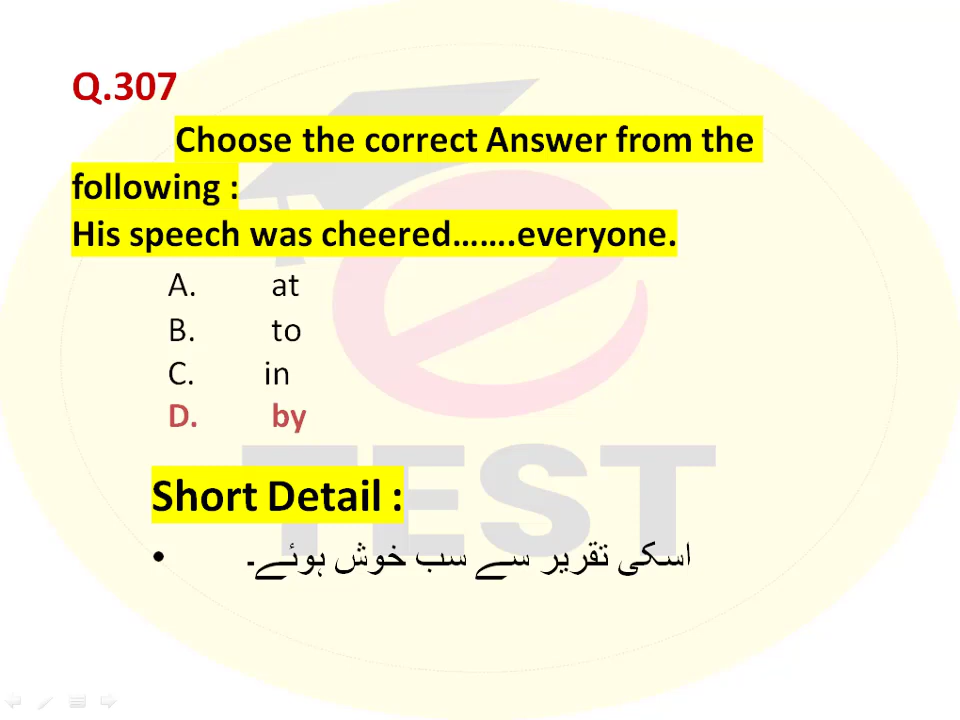 Q.307
Choose the correct Answer from the
following :
His speech was cheered…….everyone.
A. at
B. to
C. in
D. by
TEST
Short Detail :
• اسکی تقریر سے سب خوش ہوئے۔